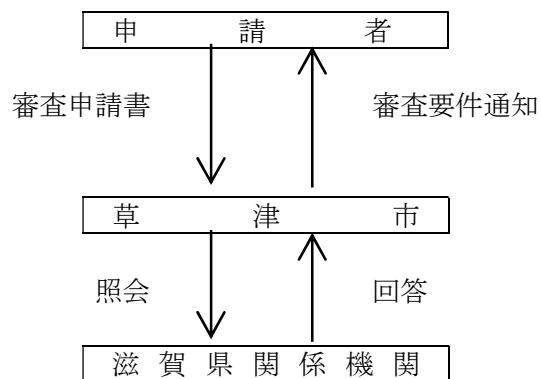 申請者
審査申請書 審査要件通知
草津市
照会 回答
滋賀県関係機関